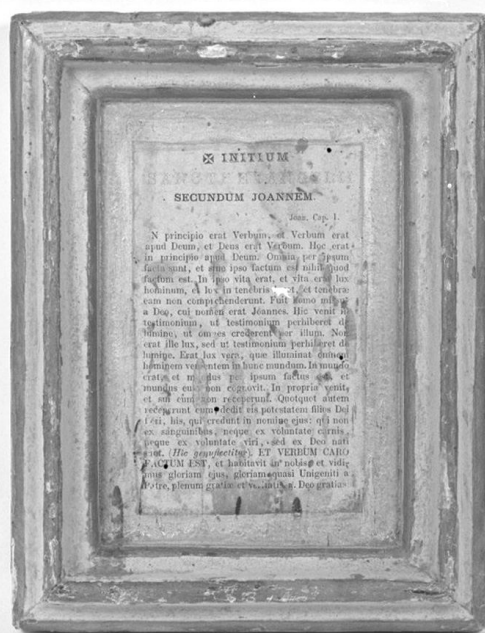 ✠ INITIUM
SECUNDUM JOANNEM
Joan. Cap. 1.
N principio erat Verbum, et Verbum erat
apud Deum, et Deus erat Verbum. Hoc erat
in principio apud Deum. Omnia per ipsum
facta sunt, et sine ipso factum est nihil quod
factum est. In ipso vita erat, et vita erat lux
hominum, et lux in tenebris et tenebræ
eam non comprehenderunt. Fuit homo missus
a Deo, cui nomen erat Joannes. Hic venit in
testimonium, ut testimonium perhiberet de
lumine, ut omnes crederent per illum. Non
erat ille lux, sed ut testimonium perhiberet de
lumine. Erat lux vera, quæ illuminat omnem
hominem venientem in hunc mundum. In mundo
erat, et mundus per ipsum factus est, et
mundus eum non cognovit. In propria venit,
et sui eum non receperunt. Quotquot autem
receperunt eum, dedit eis potestatem filios Dei
fieri, his, qui credunt in nomine ejus: qui non
ex sanguinibus, neque ex voluntate carnis,
neque ex voluntate viri, sed ex Deo nati
sunt. (Hic genuflectitur). ET VERBUM CARO
FACTUM EST, et habitavit in nobis: et vidi-
mus gloriam ejus, gloriam quasi Unigeniti a
Patre, plenum gratiæ et veritatis. Deo gratias